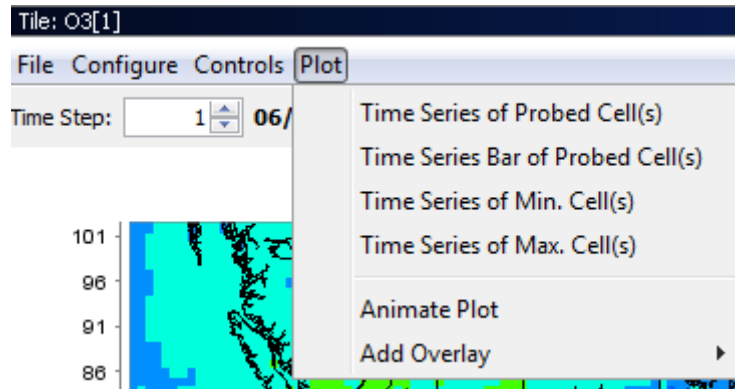 Tile: O3[1]
File Configure Controls Plot
Time Step: 1 06/
Time Series of Probed Cell(s)
Time Series Bar of Probed Cell(s)
Time Series of Min. Cell(s)
Time Series of Max. Cell(s)
Animate Plot
Add Overlay
101
96
91
86